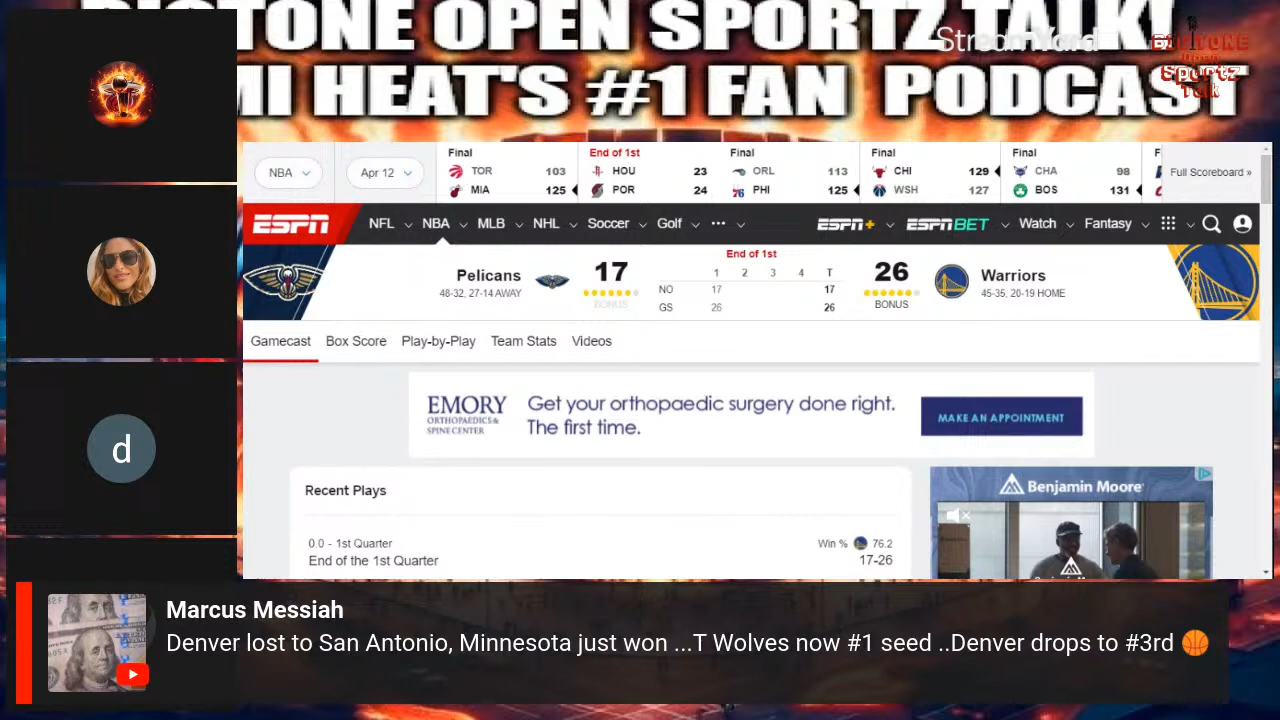 BIGTONE OPEN SPORTZ TALK!
MI HEAT'S #1 FAN PODCAST
StreamYard
BIGTONE
Open
Sportz
Talk
NBA
Apr 12
Final
TOR 103
MIA 125
End of 1st
HOU 23
POR 24
Final
ORL 113
PHI 125
Final
CHI 129
WSH 127
Final
CHA 98
BOS 131
F
Full Scoreboard »
ESPN
NFL NBA MLB NHL Soccer Golf ···
ESPN+ ESPN BET Watch Fantasy
Pelicans
48-32, 27-14 AWAY
17
BONUS
End of 1st
1 2 3 4 T
NO 17 17
GS 26 26
26
BONUS
Warriors
45-35, 20-19 HOME
Gamecast Box Score Play-by-Play Team Stats Videos
EMORY
ORTHOPAEDICS &
SPINE CENTER
Get your orthopaedic surgery done right.
The first time.
MAKE AN APPOINTMENT
Recent Plays
0.0 - 1st Quarter
End of the 1st Quarter
Win % 76.2
17-26
Benjamin Moore
d
Marcus Messiah
Denver lost to San Antonio, Minnesota just won ...T Wolves now #1 seed ..Denver drops to #3rd 🏀